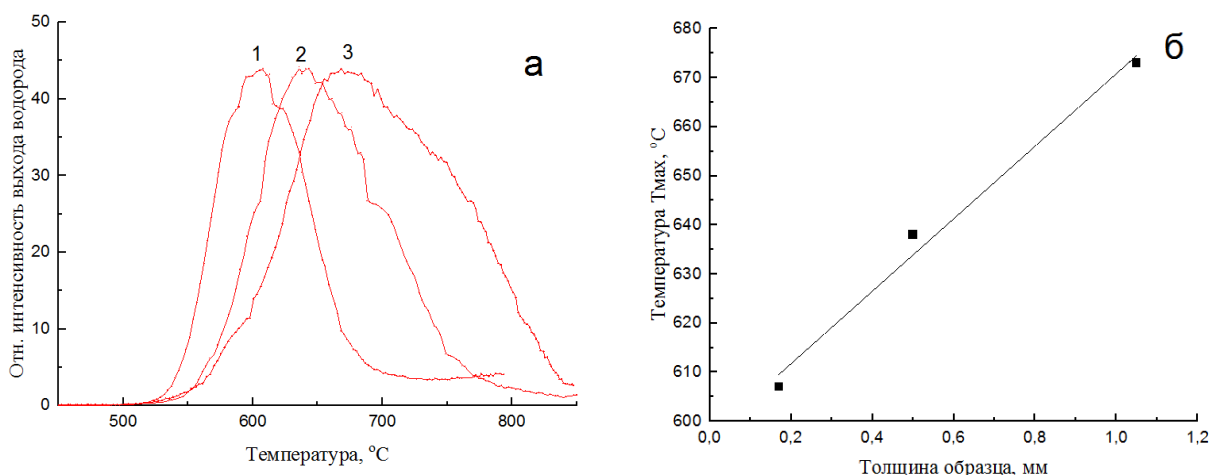 Отн. интенсивность выхода водорода
50
40
30
20
10
0
1 2 3
а
500 600 700 800
Температура, °C
Температура Тмах, °C
680
670
660
640
630
620
610
600
б
0,0 0,2 0,4 0,6 0,8 1,0 1,2
Толщина образца, мм